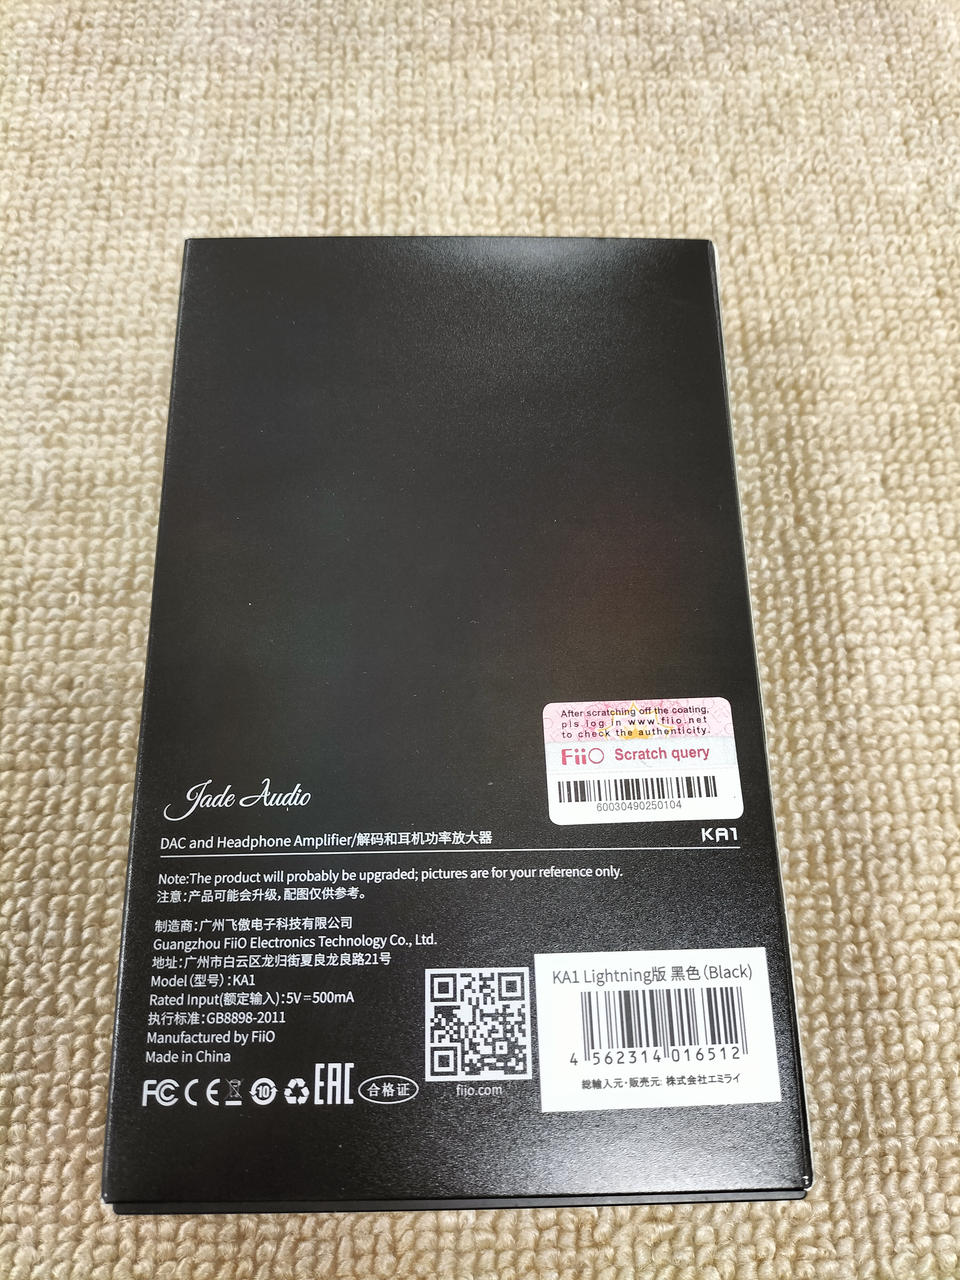 After scratching off the coating,
pls log in www.fiio.net
to check the authenticity.
FiiO Scratch query
60030490250104
Jade Audio
DAC and Headphone Amplifier/解码和耳机功率放大器
KA1
Note:The product will probably be upgraded; pictures are for your reference only.
注意:产品可能会升级,配图仅供参考。
制造商:广州飞傲电子科技有限公司
Guangzhou FiiO Electronics Technology Co., Ltd.
地址:广州市白云区龙归街夏良龙良路21号
Model(型号):KA1
Rated Input(额定输入):5V=500mA
执行标准:GB8898-2011
Manufactured by FiiO
Made in China
FC CE 10 EAC 合格证
fiio.com
KA1 Lightning版 黒色(Black)
4 562314 016512
総輸入元・販売元: 株式会社エミライ